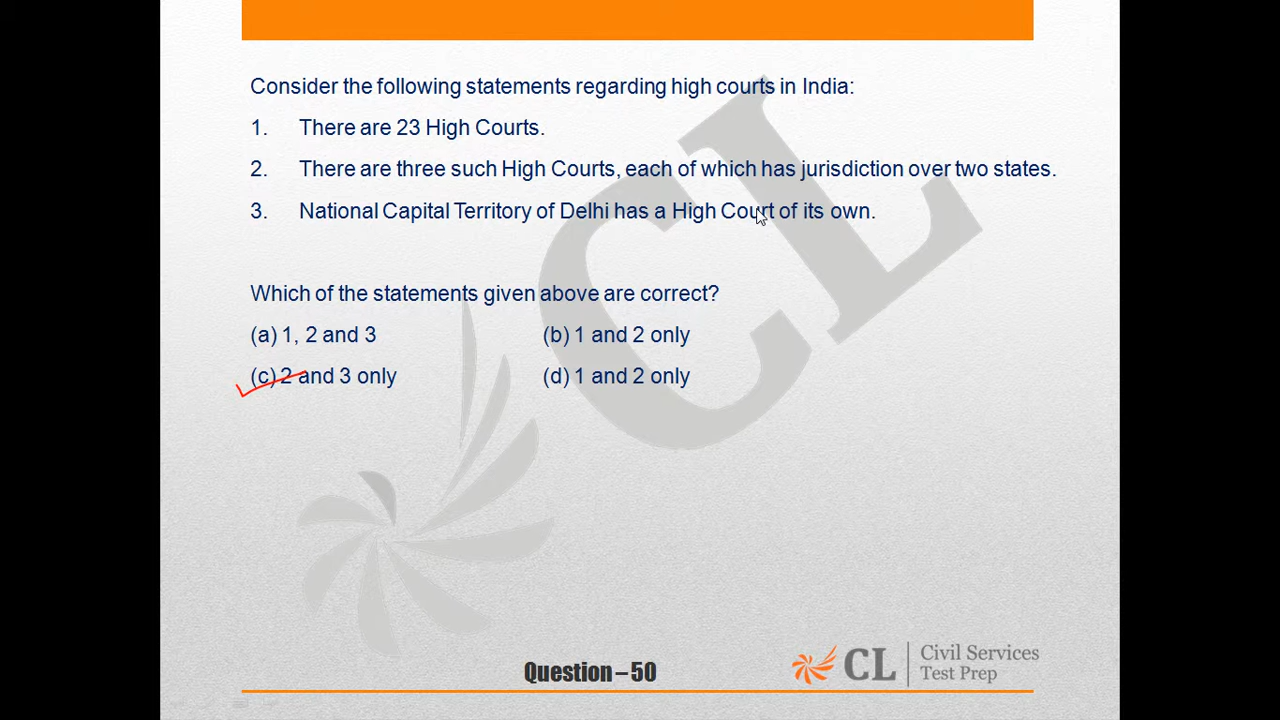 Consider the following statements regarding high courts in India:
1. There are 23 High Courts.
2. There are three such High Courts, each of which has jurisdiction over two states.
3. National Capital Territory of Delhi has a High Court of its own.
Which of the statements given above are correct?
(a) 1, 2 and 3 (b) 1 and 2 only
(c) 2 and 3 only (d) 1 and 2 only
CL
Question – 50
CL Civil Services
Test Prep